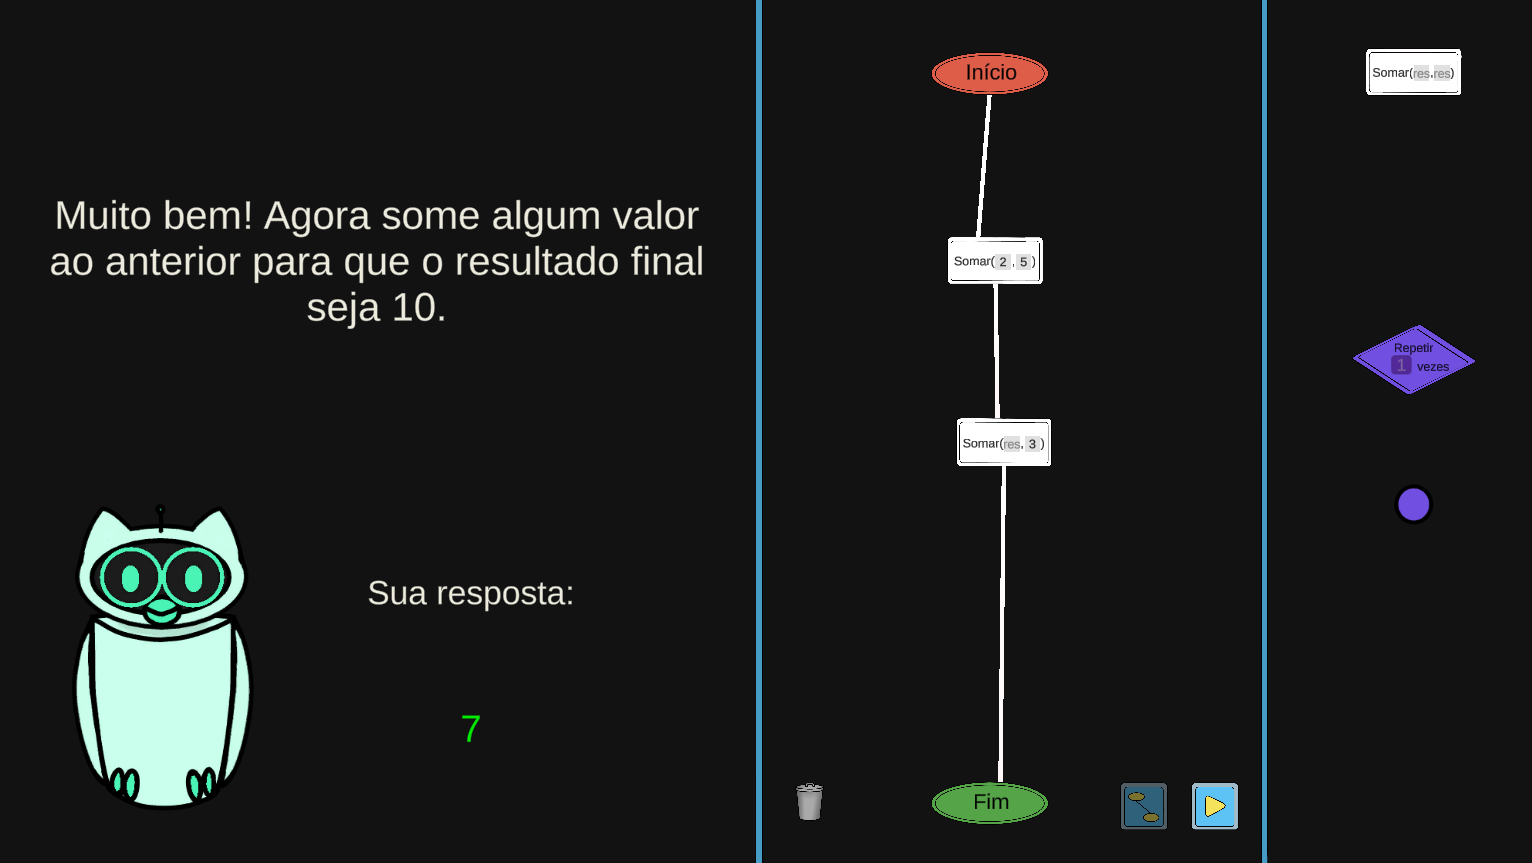 Muito bem! Agora some algum valor
ao anterior para que o resultado final
seja 10.
Sua resposta:
7
Início
Somar(2,5)
Somar(res,3)
Fim
Somar(res,res)
Repetir
1 vezes